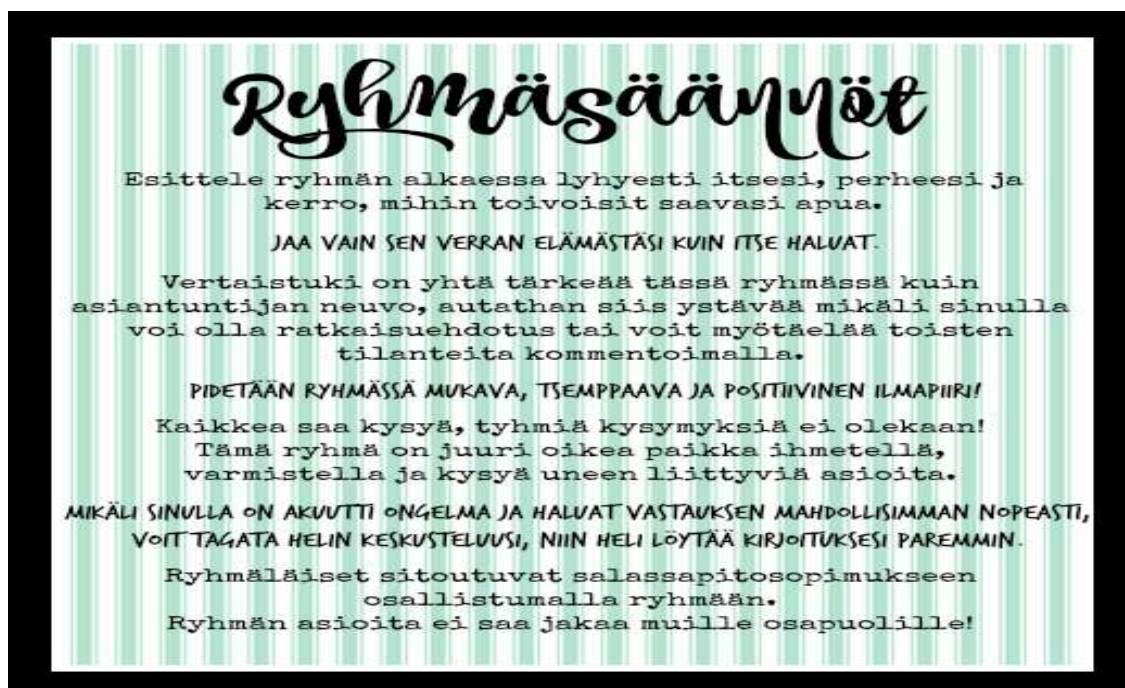 Ryhmäsäännöt
Esittele ryhmän alkaessa lyhyesti itsesi, perheesi ja
kerro, mihin toivoisit saavasi apua.
JAA VAIN SEN VERRAN ELÄMÄSTÄSI KUIN ITSE HALUAT.
Vertaistuki on yhtä tärkeää tässä ryhmässä kuin
asiantuntijan neuvo, autathan siis ystävää mikäli sinulla
voi olla ratkaisuehdotus tai voit myötäelää toisten
tilanteita kommentoimalla.
PIDETÄÄN RYHMÄSSÄ MUKAVA, TSEMPPAAVA JA POSITIIVINEN ILMAPIIRI!
Kaikkea saa kysyä, tyhmiä kysymyksiä ei olekaan!
Tämä ryhmä on juuri oikea paikka ihmetellä,
varmistella ja kysyä uneen liittyviä asioita.
MIKÄLI SINULLA ON AKUUTTI ONGELMA JA HALUAT VASTAUKSEN MAHDOLLISIMMAN NOPEASTI,
VOIT TAGATA HELIN KESKUSTELUUSI, NIIN HELI LÖYTÄÄ KIRJOITUKSESI PAREMMIN.
Ryhmäläiset sitoutuvat salassapitosopimukseen
osallistumalla ryhmään.
Ryhmän asioita ei saa jakaa muille osapuolille!